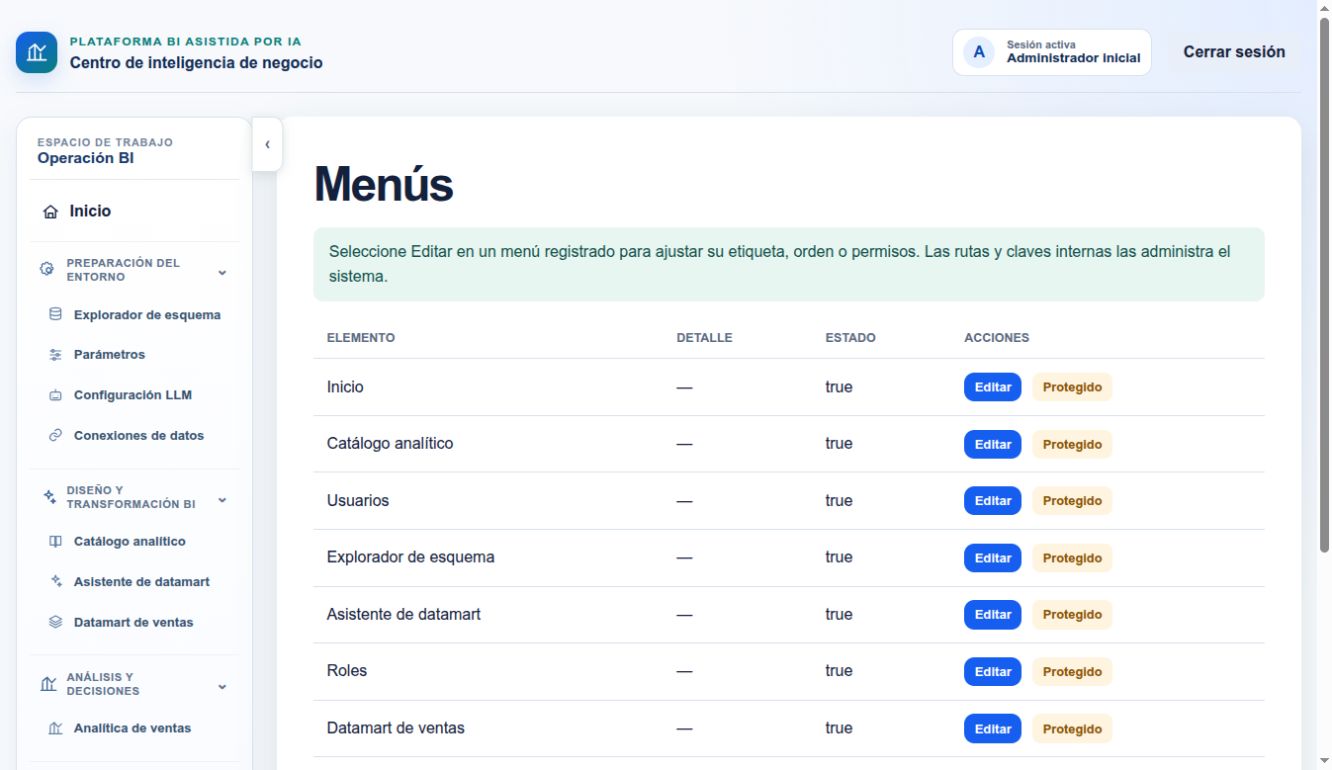 PLATAFORMA BI ASISTIDA POR IA
Centro de inteligencia de negocio
A
Sesión activa
Administrador Inicial
Cerrar sesión
ESPACIO DE TRABAJO
Operación BI
‹
Inicio
PREPARACIÓN DEL
ENTORNO
Explorador de esquema
Parámetros
Configuración LLM
Conexiones de datos
DISEÑO Y
TRANSFORMACIÓN BI
Catálogo analítico
Asistente de datamart
Datamart de ventas
ANÁLISIS Y
DECISIONES
Analítica de ventas
Menús
Seleccione Editar en un menú registrado para ajustar su etiqueta, orden o permisos. Las rutas y claves internas las administra el
sistema.
ELEMENTO DETALLE ESTADO ACCIONES
Inicio — true Editar Protegido
Catálogo analítico — true Editar Protegido
Usuarios — true Editar Protegido
Explorador de esquema — true Editar Protegido
Asistente de datamart — true Editar Protegido
Roles — true Editar Protegido
Datamart de ventas — true Editar Protegido